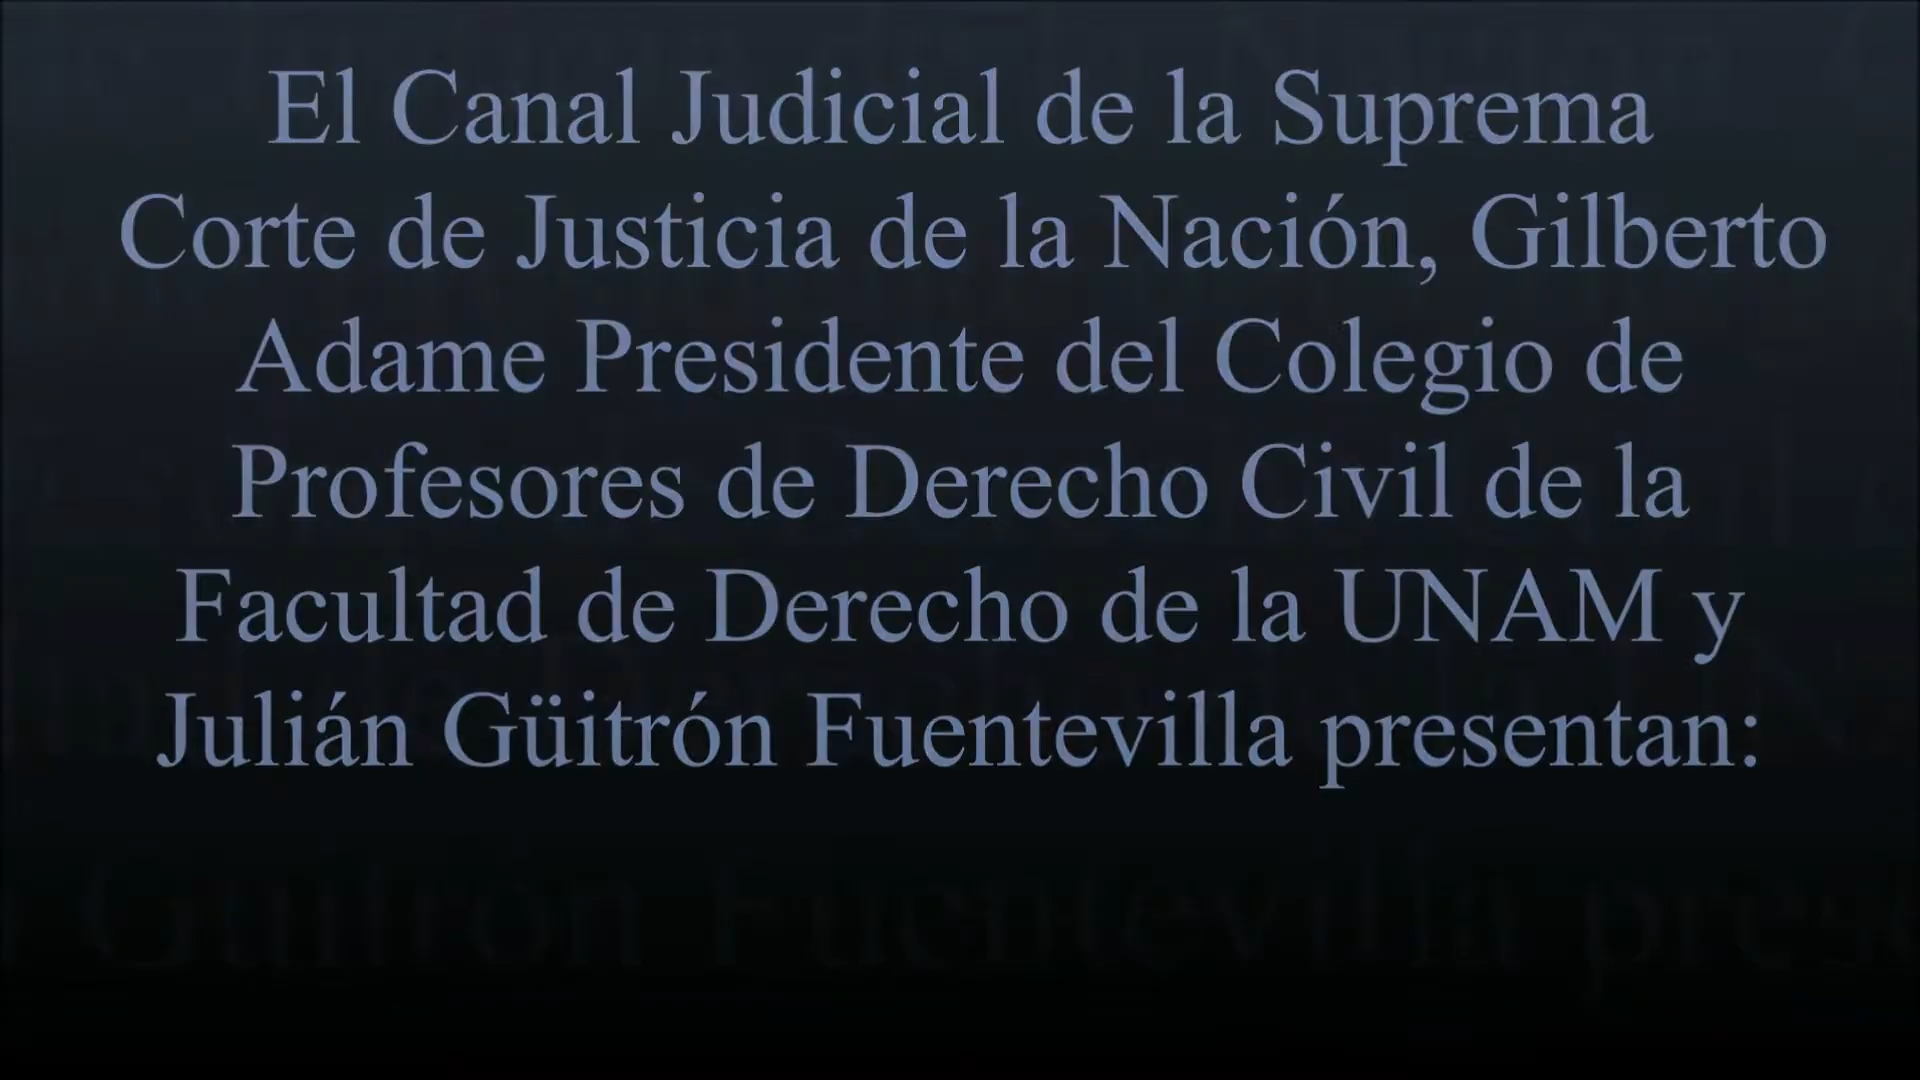 El Canal Judicial de la Suprema
Corte de Justicia de la Nación, Gilberto
Adame Presidente del Colegio de
Profesores de Derecho Civil de la
Facultad de Derecho de la UNAM y
Julián Güitrón Fuentevilla presentan: